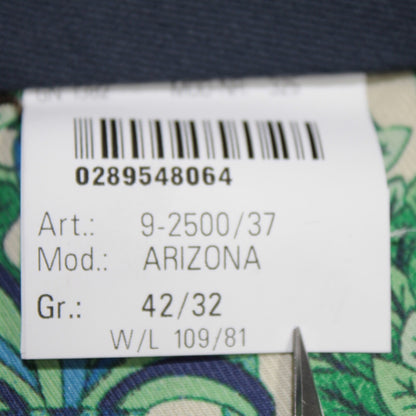 0289548064
Art.: 9-2500/37
Mod.: ARIZONA
Gr.: 42/32
W/L 109/81